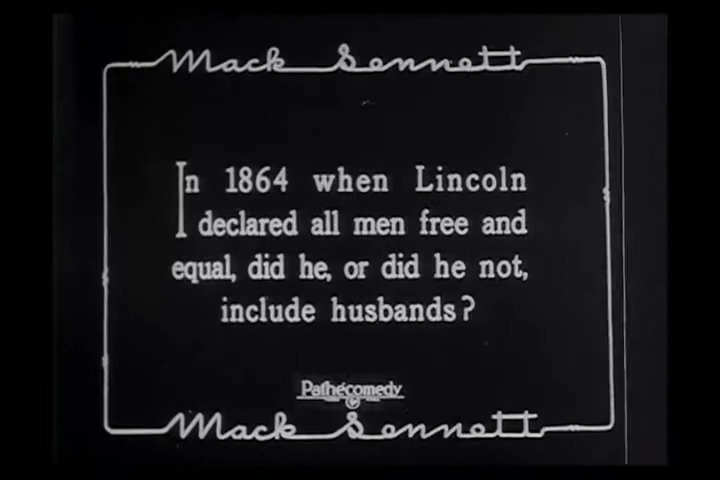 Mack Sennett
In 1864 when Lincoln
declared all men free and
equal, did he, or did he not,
include husbands?
Pathécomedy
©
Mack Sennett